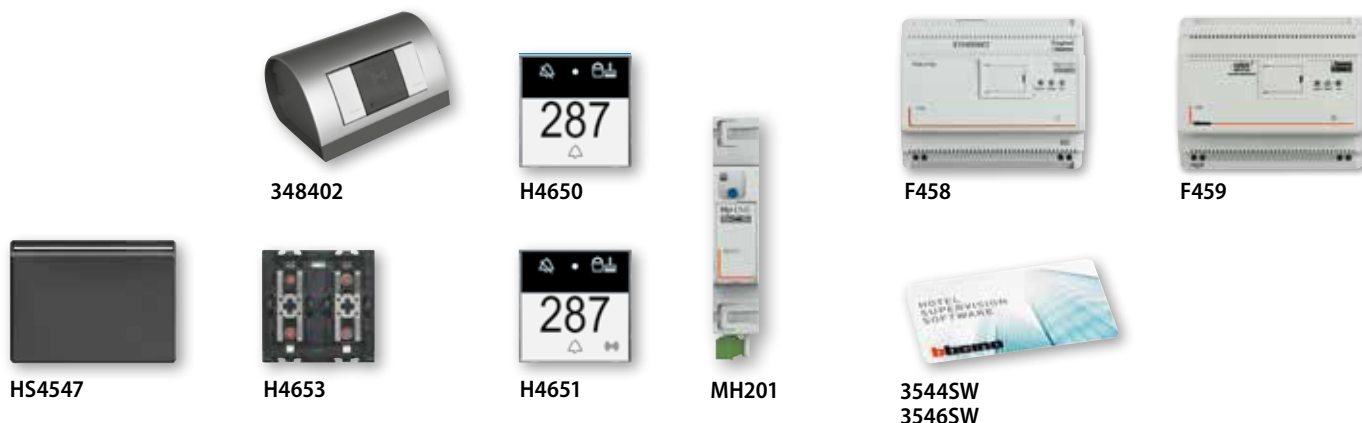 287
348402
H4650
F458
F459
HS4547
H4653
287
H4651
MH201
HOTEL
SUPERVISION
SOFTWARE
bticino
3544SW
3546SW